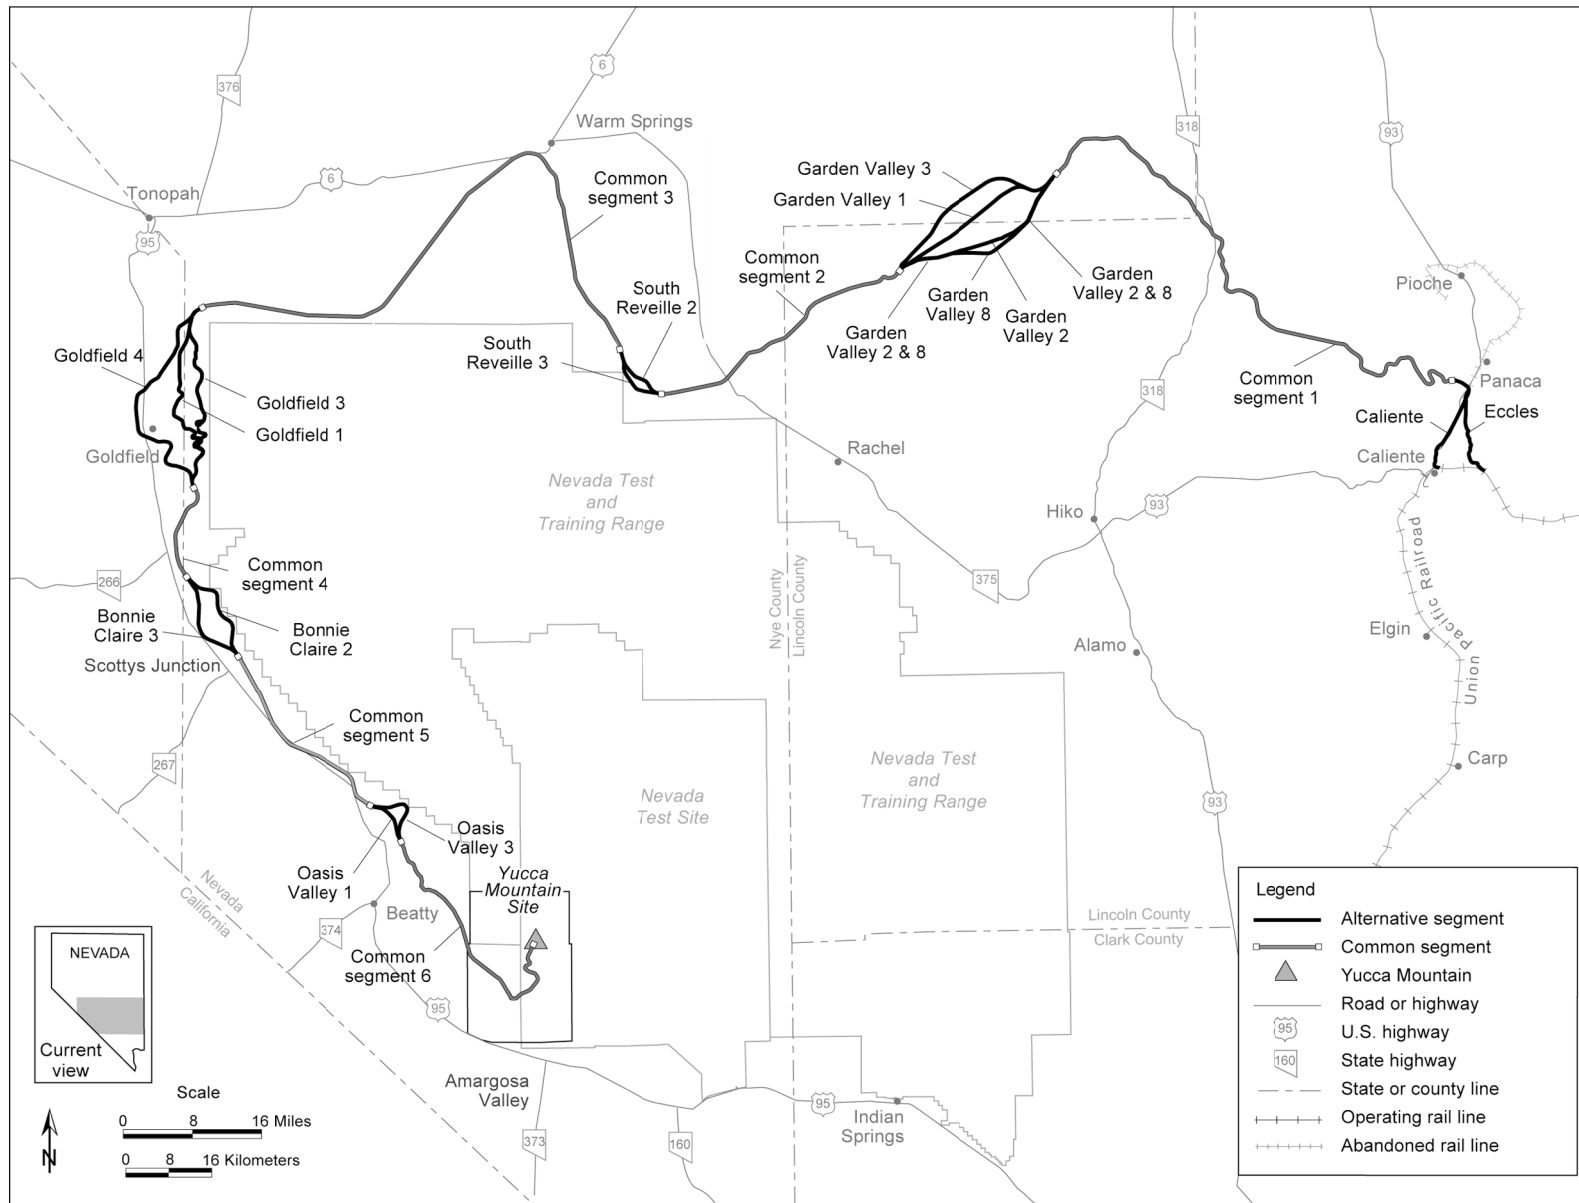 6
376
318
93
Warm Springs
Garden Valley 3
Common
segment 3
Garden Valley 1
6
Tonopah
95
Common
segment 2
South
Reveille 2
Garden
Valley 2 & 8
Pioche
Garden
Valley 8
Garden
Valley 2
Garden
Valley 2 & 8
South
Reveille 3
Goldfield 4
Common
segment 1
Panaca
318
Goldfield 3
Caliente
Eccles
Goldfield 1
Goldfield
Rachel
Caliente
Nevada Test
and
Training Range
93
Hiko
Common
segment 4
266
375
Nye County
Lincoln County
Union Pacific Railroad
Bonnie
Claire 3
Bonnie
Claire 2
Elgin
Alamo
Scottys Junction
Common
segment 5
267
Nevada Test
and
Training Range
Carp
Nevada
Test Site
93
Oasis
Valley 3
Oasis
Valley 1
Yucca
Mountain
Site
Nevada
California
Beatty
374
Common
segment 6
Lincoln County
Clark County
95
Amargosa
Valley
95
Indian
Springs
373
160
NEVADA
Current
view
Scale
0 8 16 Miles
0 8 16 Kilometers
N
Legend
Alternative segment
Common segment
Yucca Mountain
Road or highway
95 U.S. highway
160 State highway
State or county line
Operating rail line
Abandoned rail line